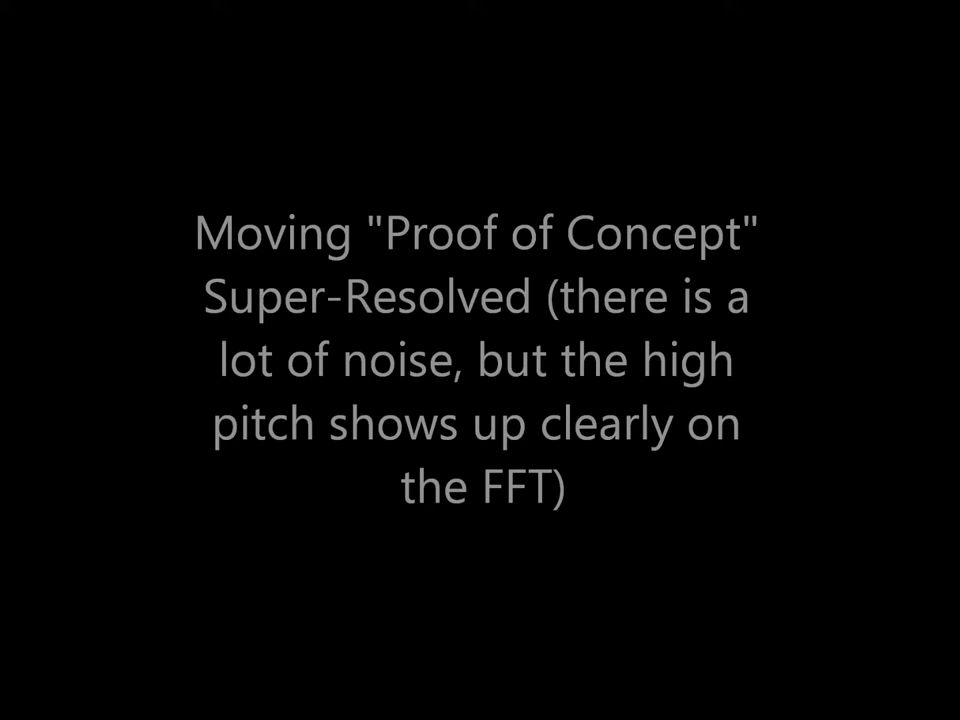 Moving "Proof of Concept"
Super-Resolved (there is a
lot of noise, but the high
pitch shows up clearly on
the FFT)